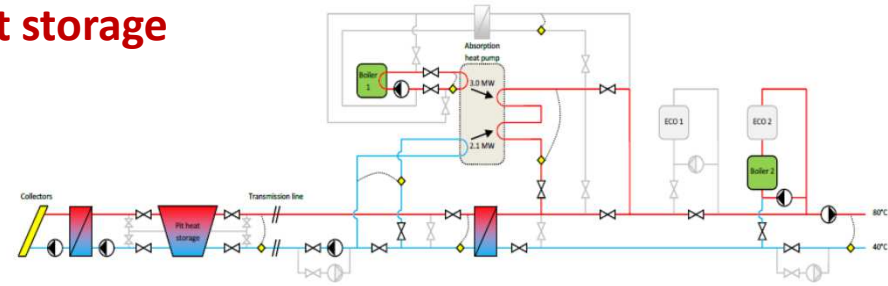 t storage
Absorption
heat pump
Boiler
1
3.0 MW
2.1 MW
ECO 1
ECO 2
Boiler 2
Collectors
Pit heat
storage
Transmission line
80°C
40°C